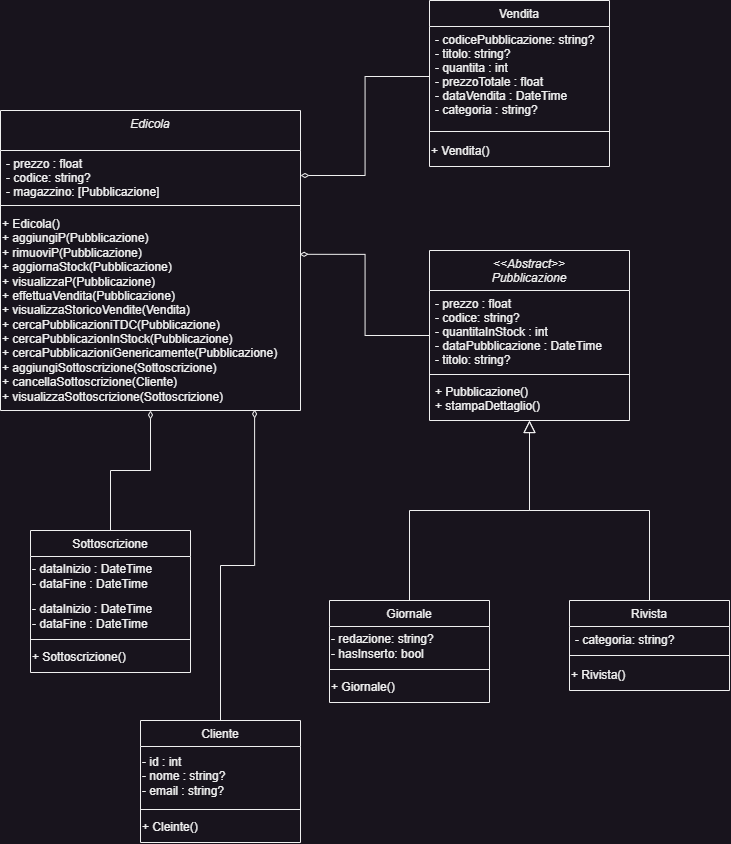 Vendita
- codicePubblicazione: string?
- titolo: string?
- quantita : int
- prezzoTotale : float
- dataVendita : DateTime
- categoria : string?
+ Vendita()
Edicola
- prezzo : float
- codice: string?
- magazzino: [Pubblicazione]
+ Edicola()
+ aggiungiP(Pubblicazione)
+ rimuoviP(Pubblicazione)
+ aggiornaStock(Pubblicazione)
+ visualizzaP(Pubblicazione)
+ effettuaVendita(Pubblicazione)
+ visualizzaStoricoVendite(Vendita)
+ cercaPubblicazioniTDC(Pubblicazione)
+ cercaPubblicazionInStock(Pubblicazione)
+ cercaPubblicazioniGenericamente(Pubblicazione)
+ aggiungiSottoscrizione(Sottoscrizione)
+ cancellaSottoscrizione(Cliente)
+ visualizzaSottoscrizione(Sottoscrizione)
<<Abstract>>
Pubblicazione
- prezzo : float
- codice: string?
- quantitaInStock : int
- dataPubblicazione : DateTime
- titolo: string?
+ Pubblicazione()
+ stampaDettaglio()
Sottoscrizione
- dataInizio : DateTime
- dataFine : DateTime
- dataInizio : DateTime
- dataFine : DateTime
+ Sottoscrizione()
Giornale
- redazione: string?
- hasInserto: bool
+ Giornale()
Rivista
- categoria: string?
+ Rivista()
Cliente
- id : int
- nome : string?
- email : string?
+ Cleinte()